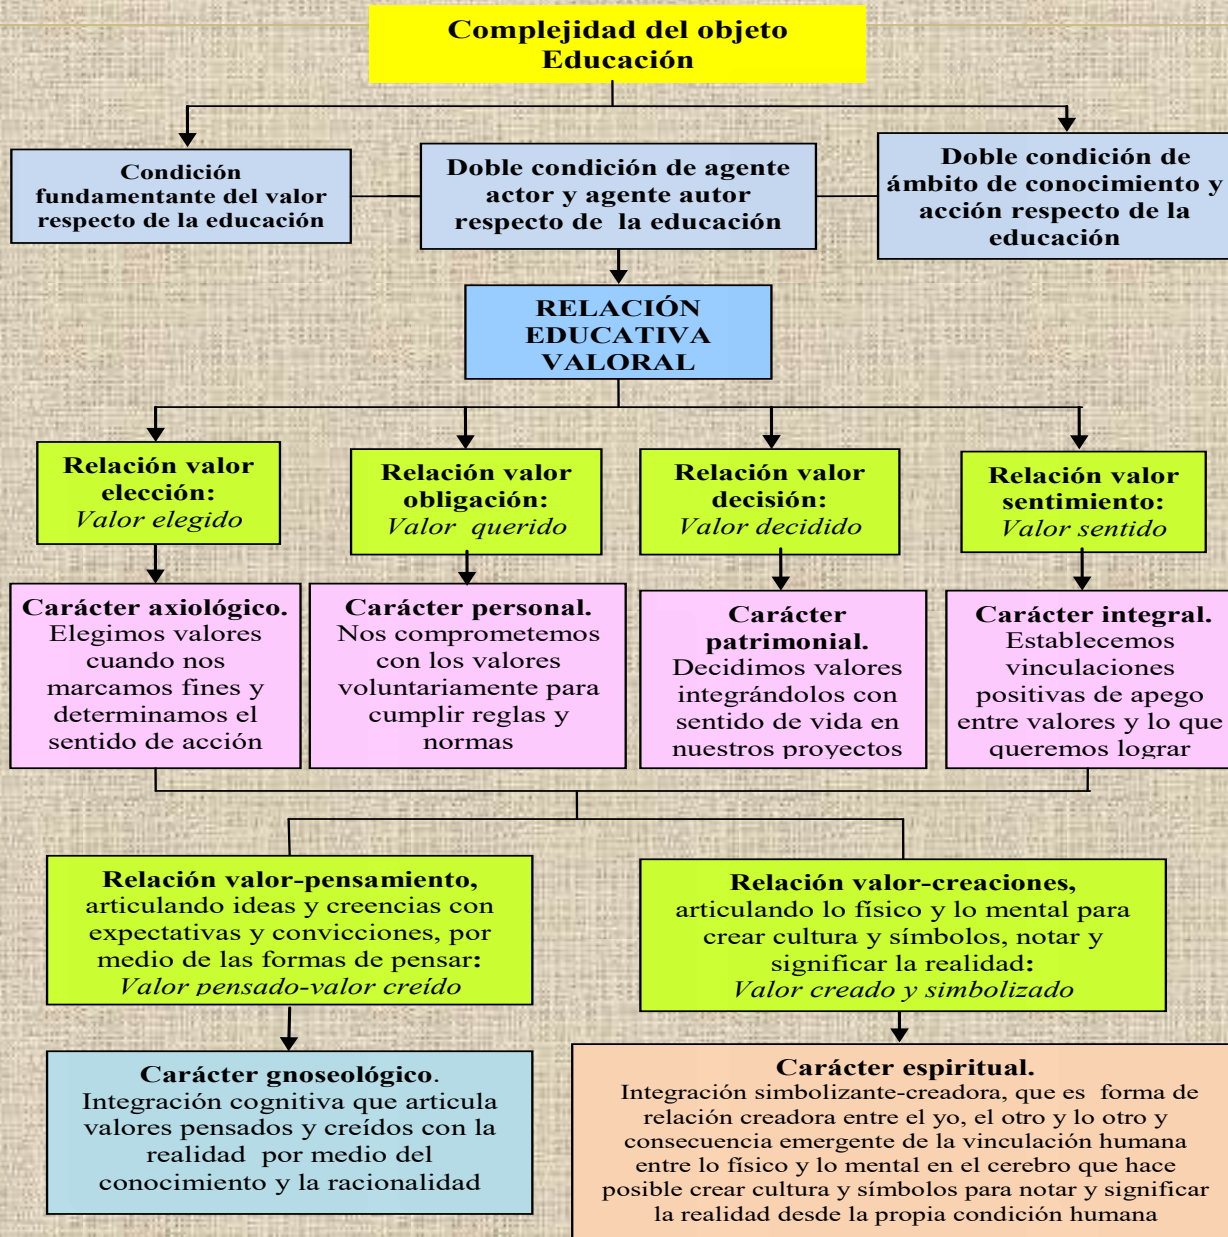 Complejidad del objeto
Educación
Condición
fundamentante del valor
respecto de la educación
Doble condición de agente
actor y agente autor
respecto de la educación
Doble condición de
ámbito de conocimiento y
acción respecto de la
educación
RELACIÓN
EDUCATIVA
VALORAL
Relación valor
elección:
Valor elegido
Relación valor
obligación:
Valor querido
Relación valor
decisión:
Valor decidido
Relación valor
sentimiento:
Valor sentido
Carácter axiológico.
Elegimos valores
cuando nos
marcamos fines y
determinamos el
sentido de acción
Carácter personal.
Nos comprometemos
con los valores
voluntariamente para
cumplir reglas y
normas
Carácter
patrimonial.
Decidimos valores
integrándolos con
sentido de vida en
nuestros proyectos
Carácter integral.
Establecemos
vinculaciones
positivas de apego
entre valores y lo que
queremos lograr
Relación valor-pensamiento,
articulando ideas y creencias con
expectativas y convicciones, por
medio de las formas de pensar:
Valor pensado-valor creído
Relación valor-creaciones,
articulando lo físico y lo mental para
crear cultura y símbolos, notar y
significar la realidad:
Valor creado y simbolizado
Carácter gnoseológico.
Integración cognitiva que articula
valores pensados y creídos con la
realidad por medio del
conocimiento y la racionalidad
Carácter espiritual.
Integración simbolizante-creadora, que es forma de
relación creadora entre el yo, el otro y lo otro y
consecuencia emergente de la vinculación humana
entre lo físico y lo mental en el cerebro que hace
posible crear cultura y símbolos para notar y significar
la realidad desde la propia condición humana